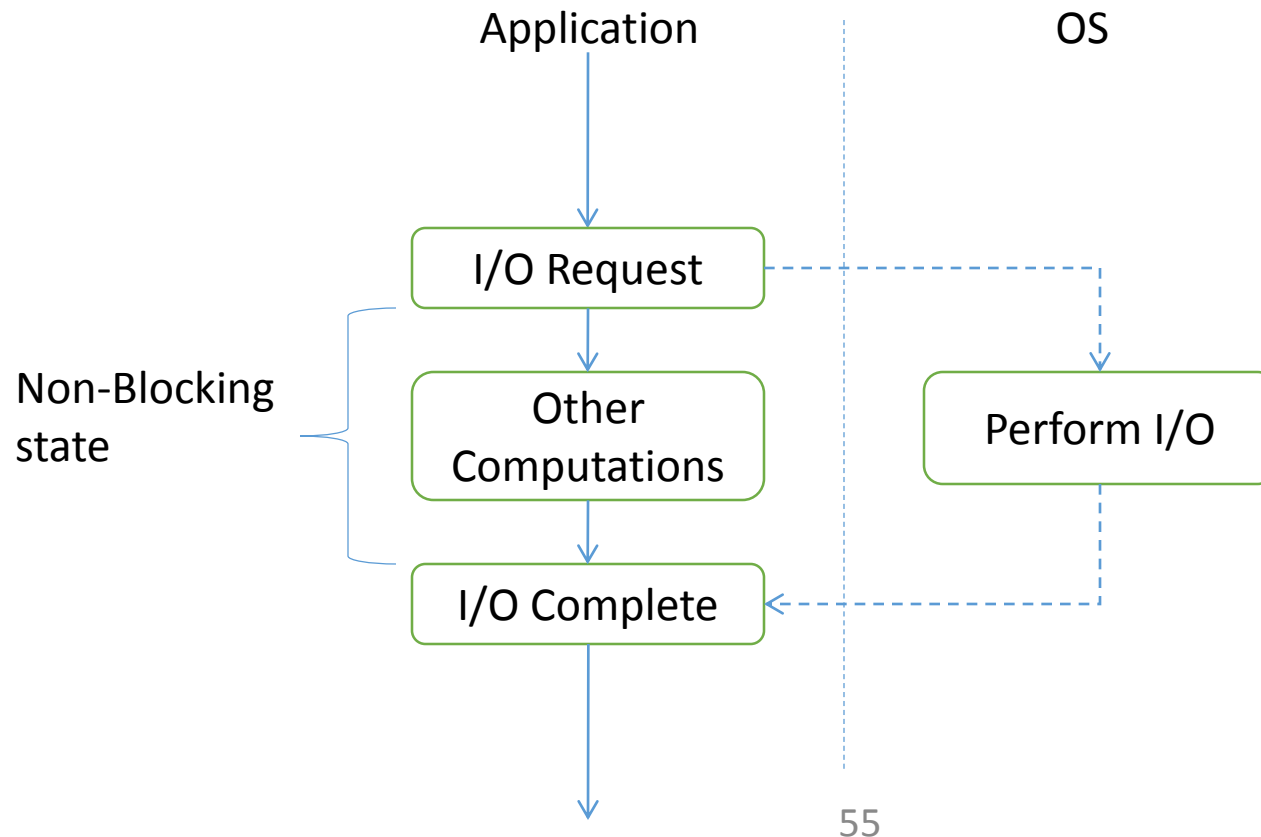 Application
OS
I/O Request
Non-Blocking
state
Other
Computations
Perform I/O
I/O Complete
55